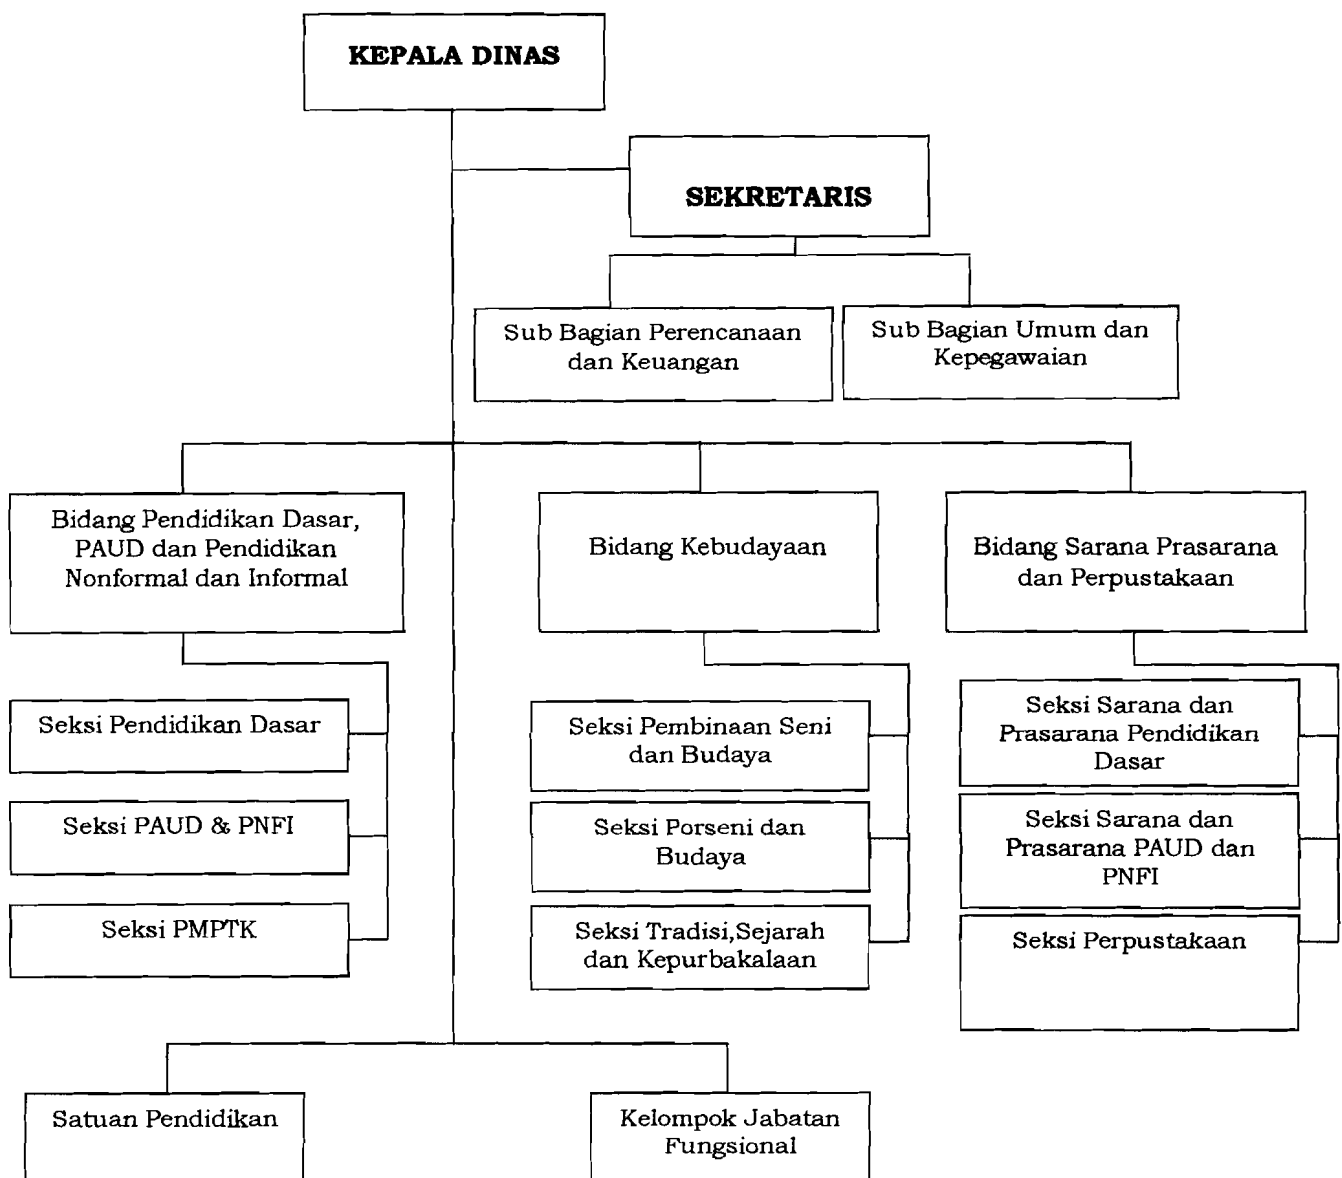 KEPALA DINAS
SEKRETARIS
Sub Bagian Perencanaan
dan Keuangan
Sub Bagian Umum dan
Kepegawaian
Bidang Pendidikan Dasar,
PAUD dan Pendidikan
Nonformal dan Informal
Bidang Kebudayaan
Bidang Sarana Prasarana
dan Perpustakaan
Seksi Pendidikan Dasar
Seksi PAUD & PNFI
Seksi PMPTK
Seksi Pembinaan Seni
dan Budaya
Seksi Porseni dan
Budaya
Seksi Tradisi,Sejarah
dan Kepurbakalaan
Seksi Sarana dan
Prasarana Pendidikan
Dasar
Seksi Sarana dan
Prasarana PAUD dan
PNFI
Seksi Perpustakaan
Satuan Pendidikan
Kelompok Jabatan
Fungsional